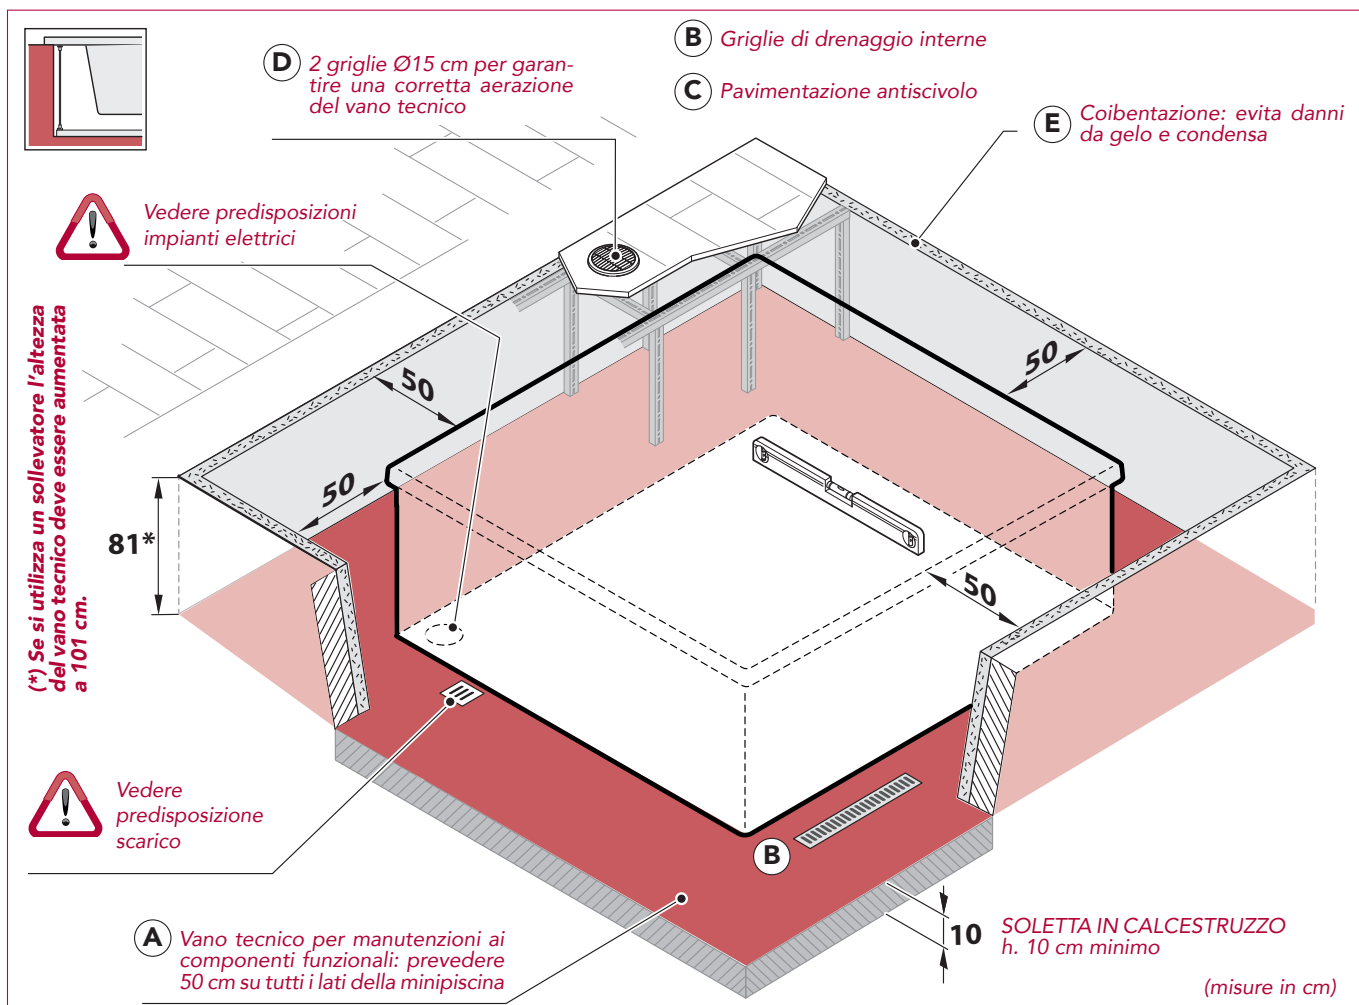 D
2 griglie Ø15 cm per garan-
tire una corretta aerazione
del vano tecnico
B
Griglie di drenaggio interne
C
Pavimentazione antiscivolo
E
Coibentazione: evita danni
da gelo e condensa
Vedere predisposizioni
impianti elettrici
(*) Se si utilizza un sollevatore l'altezza
del vano tecnico deve essere aumentata
a 101 cm.
50
50
50
81*
50
Vedere
predisposizione
scarico
B
A
Vano tecnico per manutenzioni ai
componenti funzionali: prevedere
50 cm su tutti i lati della minipiscina
10
SOLETTA IN CALCESTRUZZO
h. 10 cm minimo
(misure in cm)